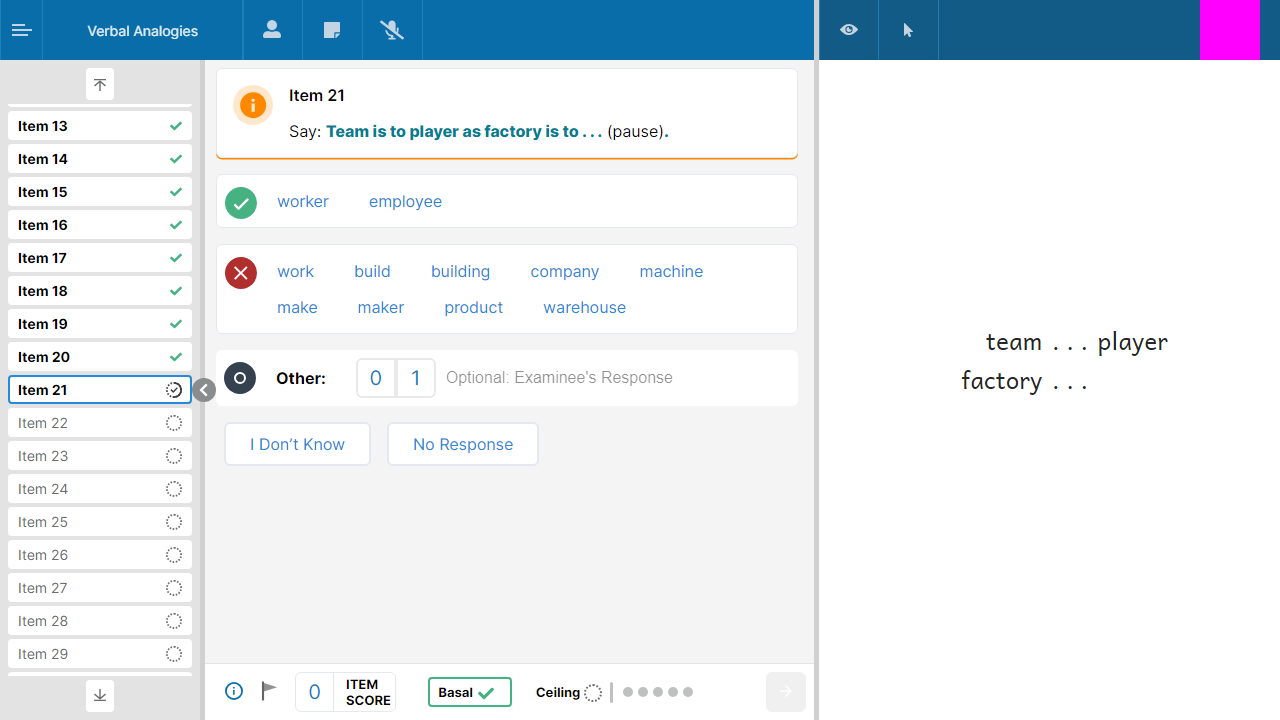 Verbal Analogies
Item 13
Item 14
Item 15
Item 16
Item 17
Item 18
Item 19
Item 20
Item 21
Item 22
Item 23
Item 24
Item 25
Item 26
Item 27
Item 28
Item 29
Item 21
Say: Team is to player as factory is to . . . (pause).
worker employee
work build building company machine
make maker product warehouse
Other: 0 1 Optional: Examinee's Response
I Don’t Know No Response
0 ITEM SCORE Basal Ceiling
team . . . player
factory . . .